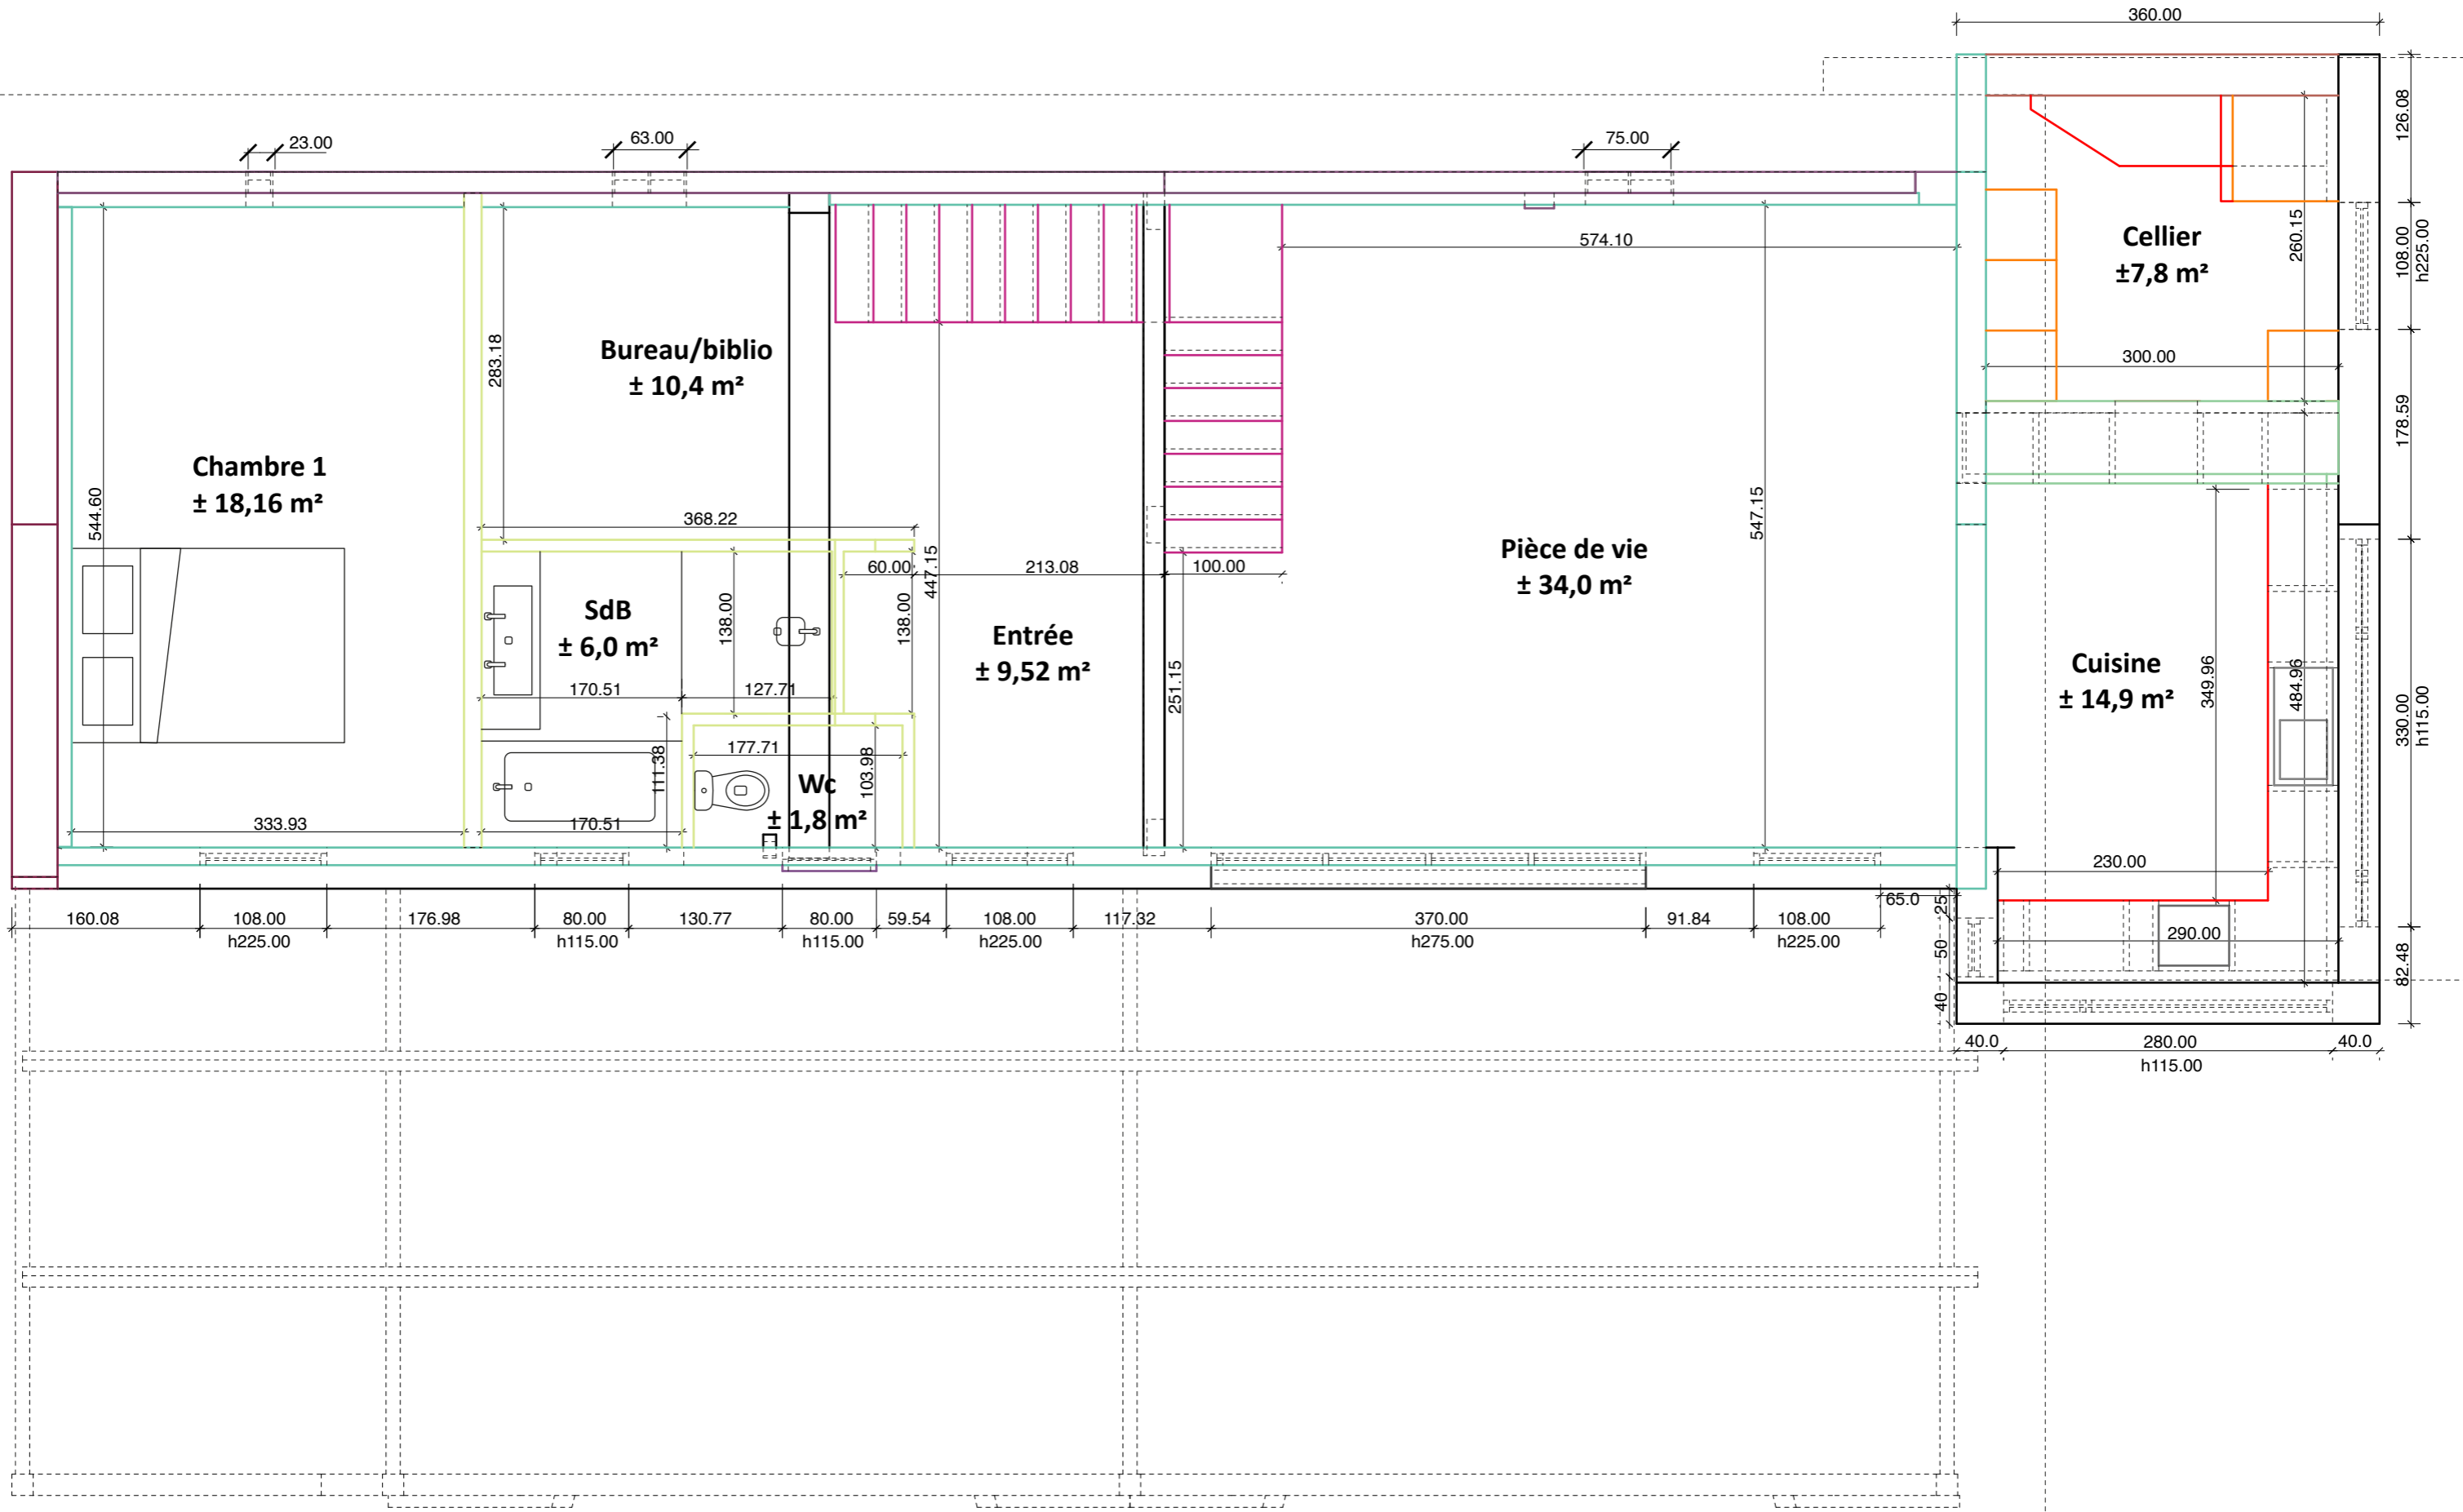 360.00
126.08
108.00
h225.00
178.59
330.00
h115.00
82.48
23.00
63.00
75.00
574.10
260.15
Cellier
±7,8 m²
300.00
283.18
Bureau/biblio
± 10,4 m²
Chambre 1
± 18,16 m²
544.60
368.22
447.15
547.15
60.00
213.08
100.00
Pièce de vie
± 34,0 m²
SdB
± 6,0 m²
138.00
138.00
Entrée
± 9,52 m²
251.15
Cuisine
± 14,9 m²
349.96
484.96
170.51
127.71
111.38
177.71
103.98
Wc
± 1,8 m²
333.93
170.51
230.00
290.00
160.08
108.00
h225.00
176.98
80.00
h115.00
130.77
80.00
h115.00
59.54
108.00
h225.00
117.32
370.00
h275.00
91.84
108.00
h225.00
65.0
25
50
40
40.0
280.00
h115.00
40.0